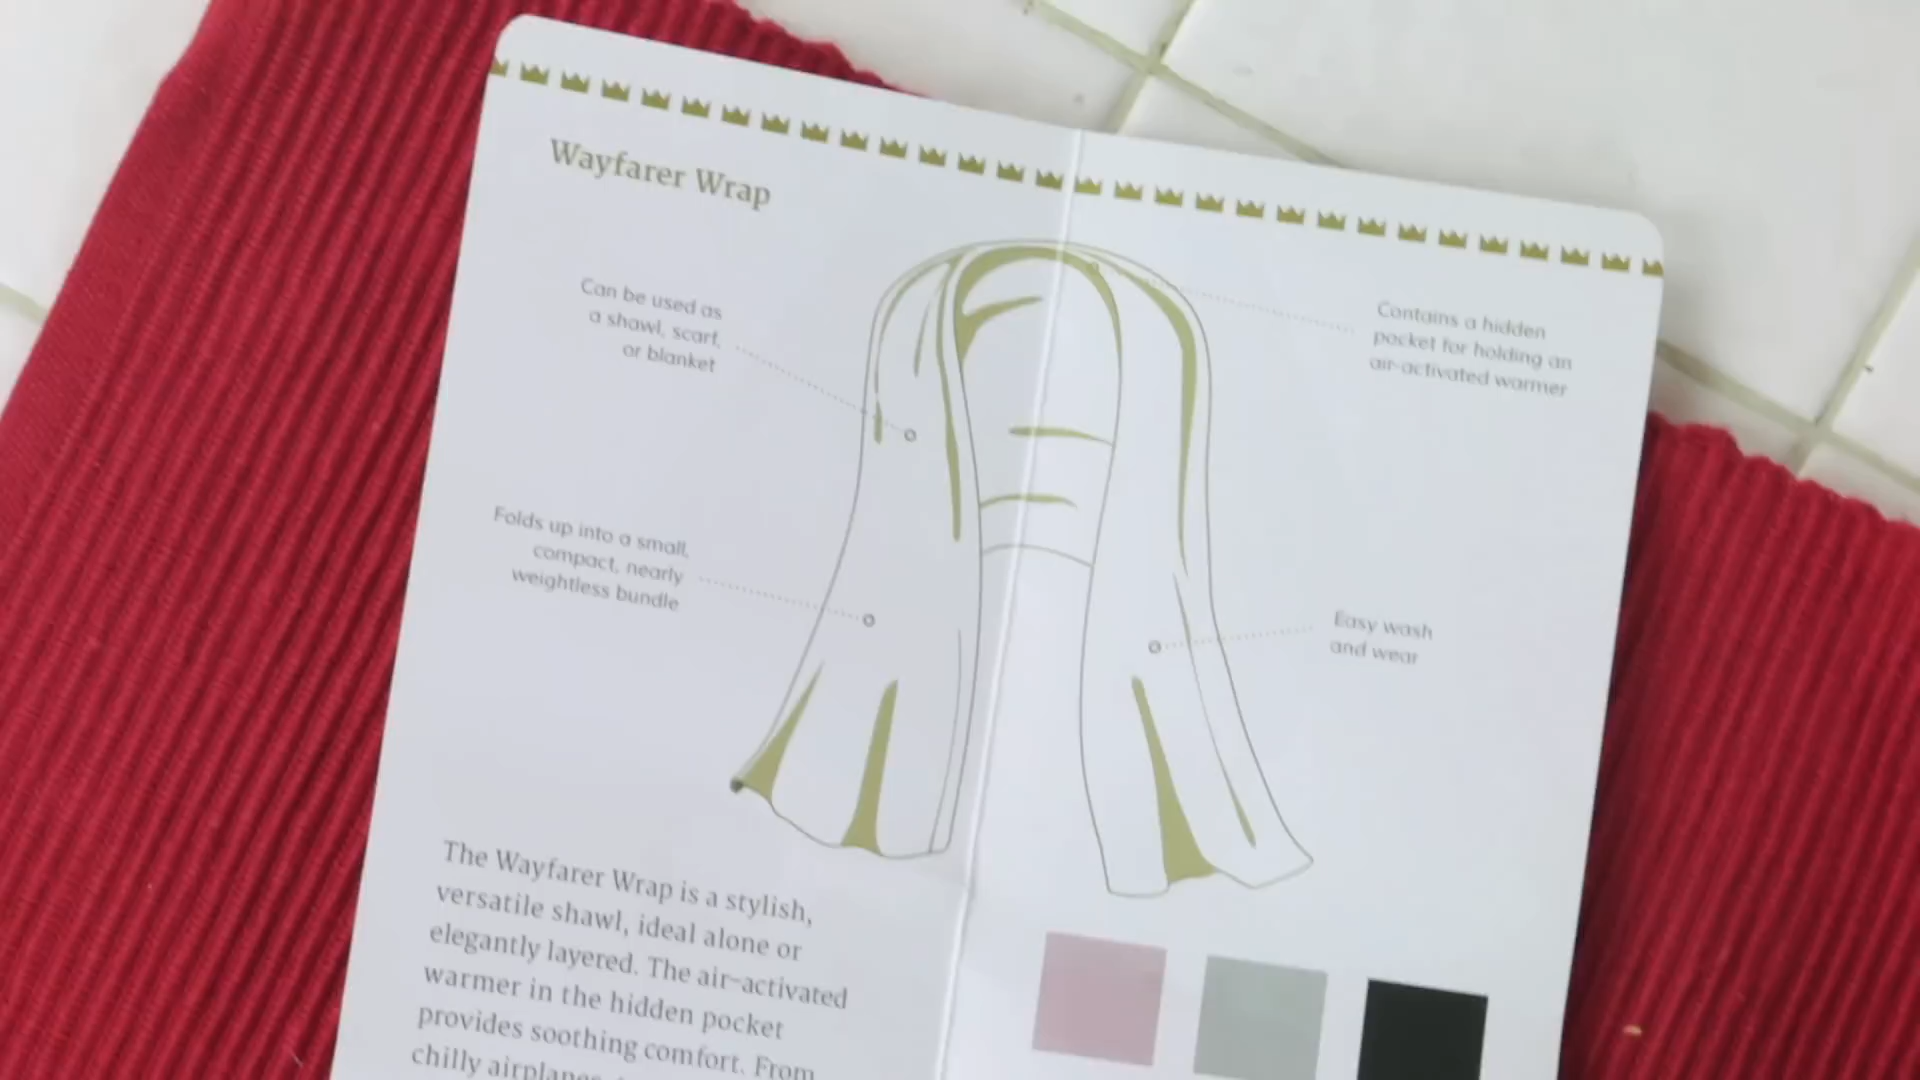 Wayfarer Wrap
Can be used as
a shawl, scarf,
or blanket
Contains a hidden
pocket for holding an
air-activated warmer
Folds up into a small,
compact, nearly
weightless bundle
Easy wash
and wear
The Wayfarer Wrap is a stylish,
versatile shawl, ideal alone or
elegantly layered. The air-activated
warmer in the hidden pocket
provides soothing comfort. From
chilly airplanes